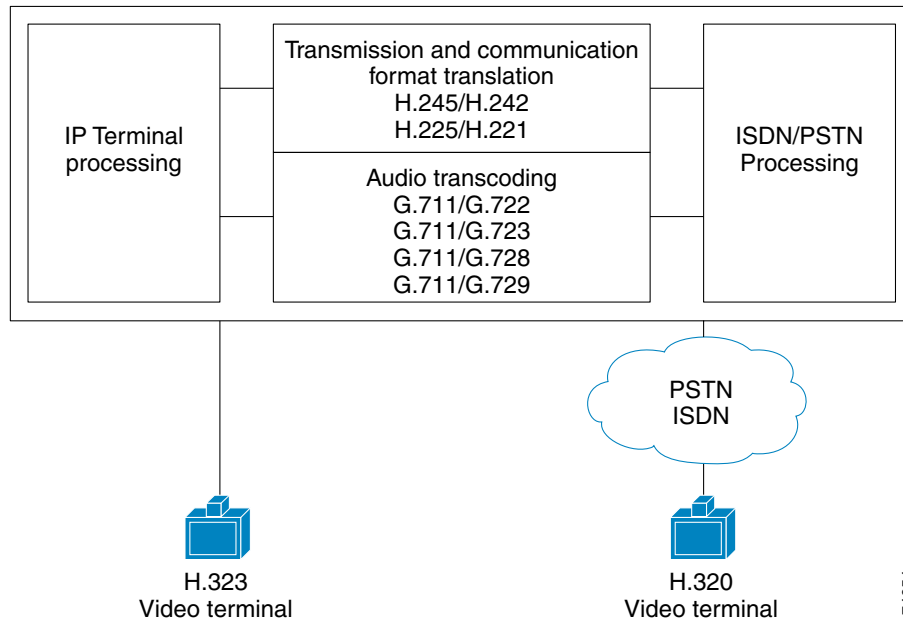 IP Terminal
processing
Transmission and communication
format translation
H.245/H.242
H.225/H.221
Audio transcoding
G.711/G.722
G.711/G.723
G.711/G.728
G.711/G.729
ISDN/PSTN
Processing
PSTN
ISDN
H.323
Video terminal
H.320
Video terminal